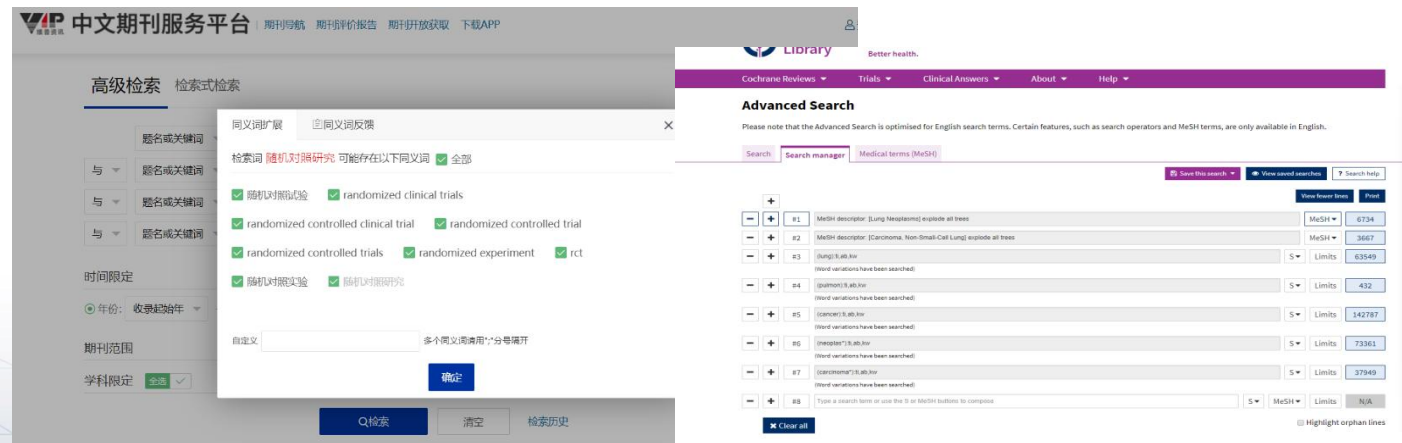 VIP 中文期刊服务平台 期刊导航 期刊评价报告 期刊开放获取 下载APP
高级检索 检索式检索
题名或关键词
与 题名或关键词
与 题名或关键词
与 题名或关键词
时间限定
年份: 收录起始年
期刊范围
学科限定 全选
检索 清空 检索历史
同义词扩展 同义词反馈
检索词 随机对照研究 可能存在以下同义词 全部
随机对照试验 randomized clinical trials
randomized controlled clinical trial randomized controlled trial
randomized controlled trials randomized experiment rct
随机对照实验 随机对照研究
自定义 多个同义词请用";"分号隔开
确定
Library Better health.
Cochrane Reviews Trials Clinical Answers About Help
Advanced Search
Please note that the Advanced Search is optimised for English search terms. Certain features, such as search operators and MeSH terms, are only available in English.
Search Search manager Medical terms (MeSH)
Save this search View saved searches ? Search help
View fewer lines Print
+
− + #1 MeSH descriptor: [Lung Neoplasms] explode all trees MeSH 6734
− + #2 MeSH descriptor: [Carcinoma, Non-Small-Cell Lung] explode all trees MeSH 3667
− + #3 (lung):ti,ab,kw S Limits 63549
(Word variations have been searched)
− + #4 (pulmon):ti,ab,kw S Limits 432
(Word variations have been searched)
− + #5 (cancer):ti,ab,kw S Limits 142787
(Word variations have been searched)
− + #6 (neoplas*):ti,ab,kw S Limits 73361
(Word variations have been searched)
− + #7 (carcinoma*):ti,ab,kw S Limits 37949
(Word variations have been searched)
− + #8 Type a search term or use the S or MeSH buttons to compose S MeSH Limits N/A
Clear all Highlight orphan lines